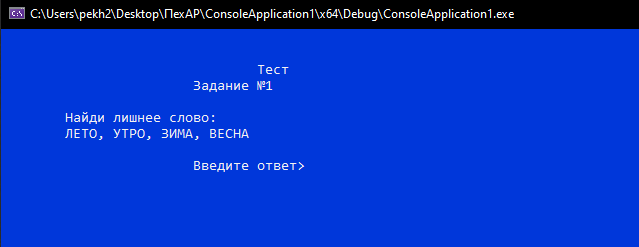 C:\Users\pekh2\Desktop\ПехАР\ConsoleApplication1\x64\Debug\ConsoleApplication1.exe
Тест
Задание №1
Найди лишнее слово:
ЛЕТО, УТРО, ЗИМА, ВЕСНА
Введите ответ>